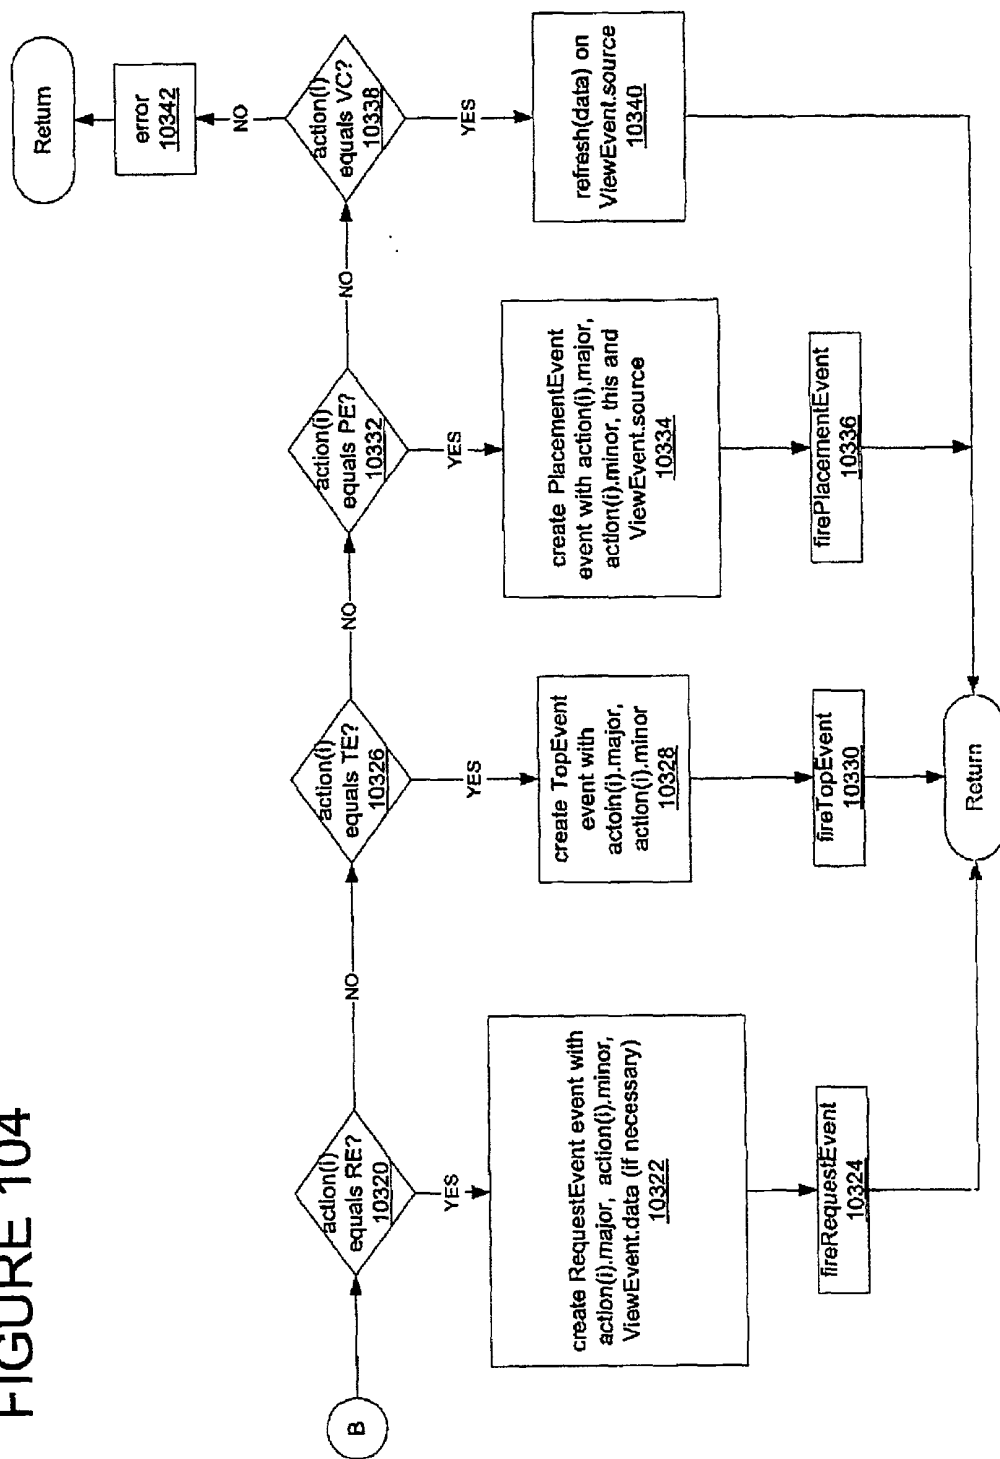 FIGURE 104
B
action(i)
equals RE?
10320
NO
YES
create RequestEvent event with
action(i).major, action(i).minor,
ViewEvent.data (if necessary)
10322
fireRequestEvent
10324
action(i)
equals TE?
10326
NO
YES
create TopEvent
event with
actoin(i).major,
action(i).minor
10328
fireTopEvent
10330
action(i)
equals PE?
10332
NO
YES
create PlacementEvent
event with action(i).major,
action(i).minor, this and
ViewEvent.source
10334
firePlacementEvent
10336
action(i)
equals VC?
10338
NO
YES
refresh(data) on
ViewEvent.source
10340
error
10342
Return
Return